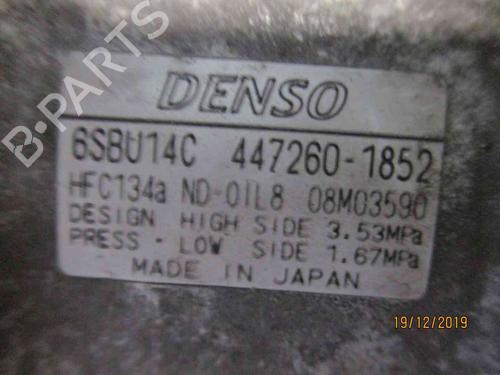 DENSO
6SBU14C 447260-1852
HFC134a ND-OIL8 08M03590
DESIGN HIGH SIDE 3.53MPa
PRESS・LOW SIDE 1.67MPa
MADE IN JAPAN
19/12/2019